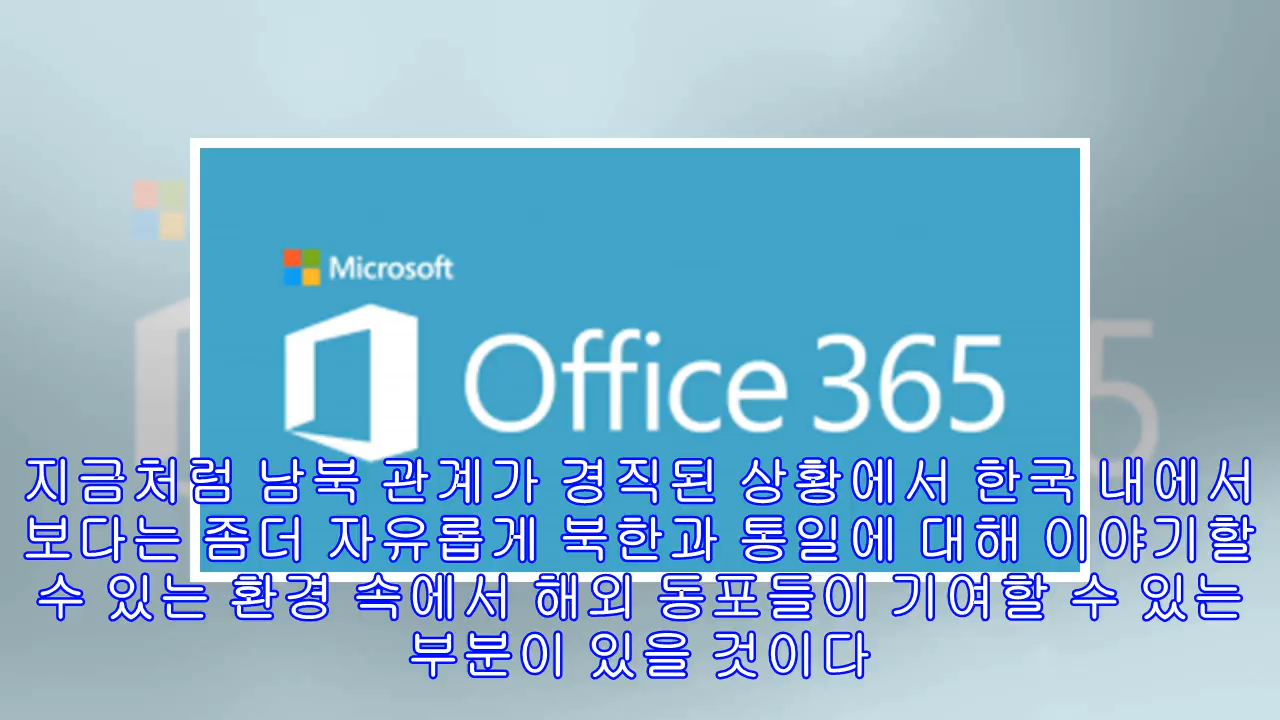 Microsoft
Office 365
지금처럼 남북 관계가 경직된 상황에서 한국 내에서
보다는 좀더 자유롭게 북한과 통일에 대해 이야기할
수 있는 환경 속에서 해외 동포들이 기여할 수 있는
부분이 있을 것이다